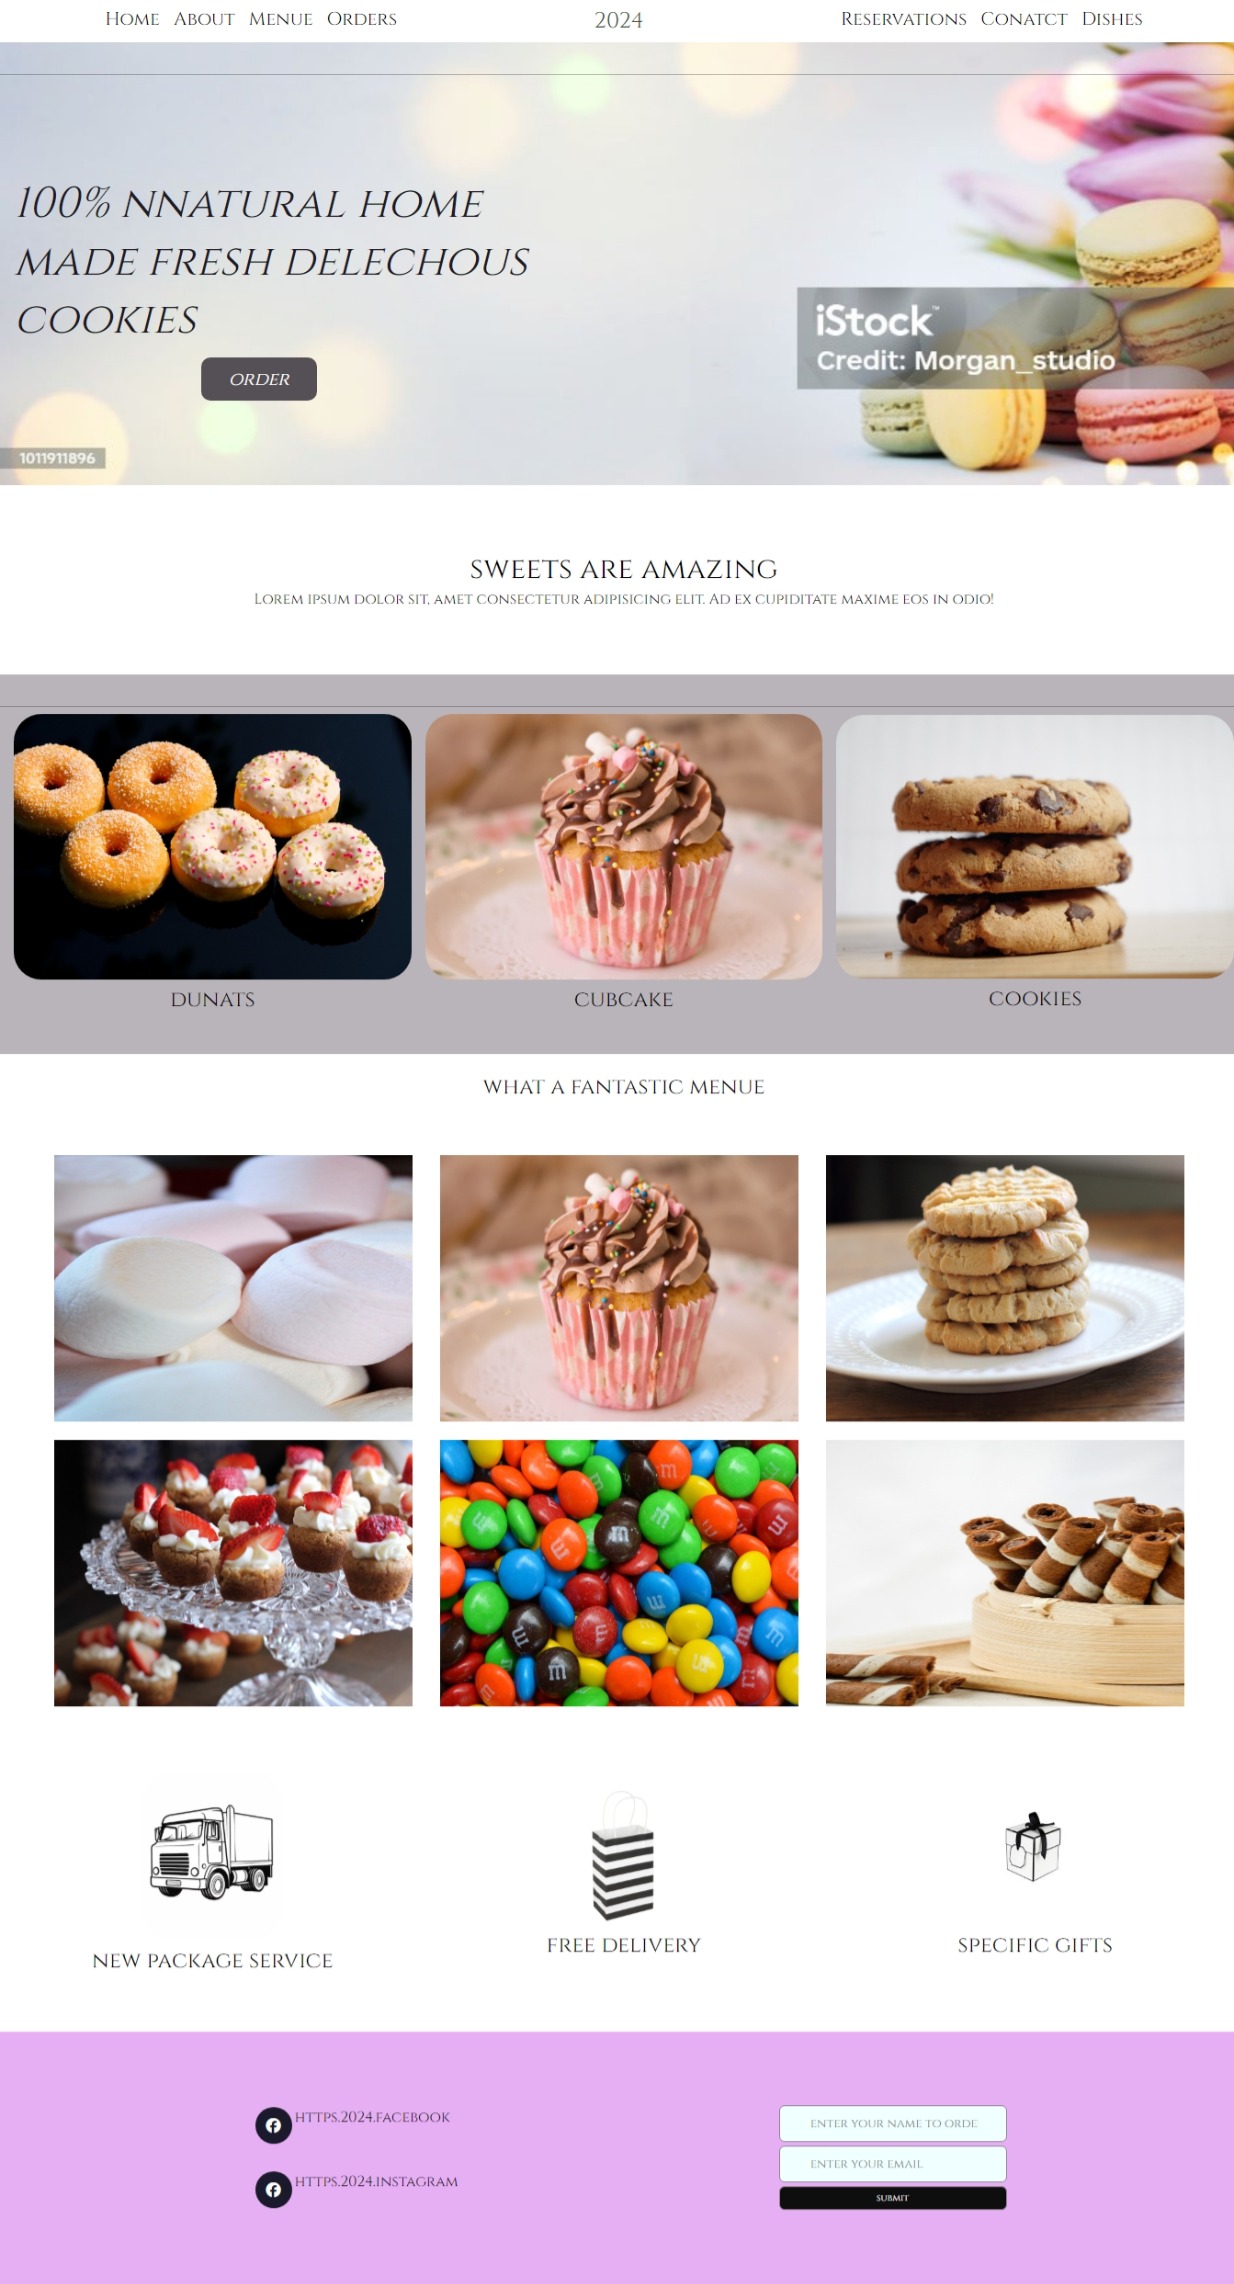 Home About Menue Orders 2024 Reservations Conatct Dishes
100% NNATURAL HOME
MADE FRESH DELECHOUS
COOKIES
ORDER
iStock™
Credit: Morgan_studio
1011911896
SWEETS ARE AMAZING
Lorem ipsum dolor sit, amet consectetur adipisicing elit. Ad ex cupiditate maxime eos in odio!
DUNATS CUBCAKE COOKIES
WHAT A FANTASTIC MENUE
NEW PACKAGE SERVICE FREE DELIVERY SPECIFIC GIFTS
HTTPS.2024.FACEBOOK
HTTPS.2024.INSTAGRAM
ENTER YOUR NAME TO ORDE
ENTER YOUR EMAIL
SUBMIT